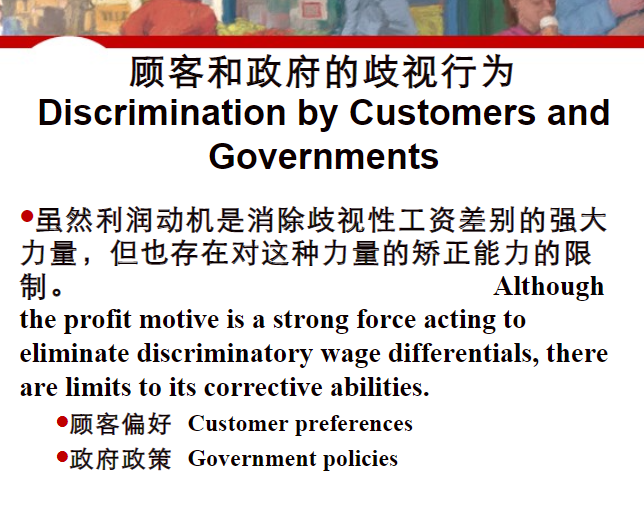 顾客和政府的歧视行为
Discrimination by Customers and
Governments
●虽然利润动机是消除歧视性工资差别的强大
力量，但也存在对这种力量的矫正能力的限
制。 Although
the profit motive is a strong force acting to
eliminate discriminatory wage differentials, there
are limits to its corrective abilities.
●顾客偏好 Customer preferences
●政府政策 Government policies